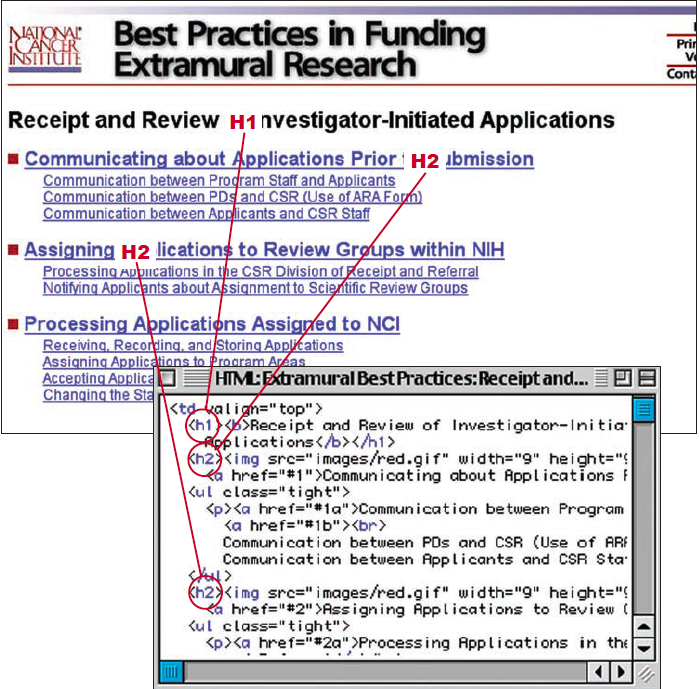 NATIONAL
CANCER
INSTITUTE
Best Practices in Funding
Extramural Research
Receipt and Review H1 nvestigator-Initiated Applications
Communicating about Applications Prior t H2 ubmission
Communication between Program Staff and Applicants
Communication between PDs and CSR (Use of ARA Form)
Communication between Applicants and CSR Staff
Assigning H2 plications to Review Groups within NIH
Processing Applications in the CSR Division of Receipt and Referral
Notifying Applicants about Assignment to Scientific Review Groups
Processing Applications Assigned to NCI
Receiving, Recording, and Storing Applications
Assigning Applications to Program Areas
Accepting Applica
Changing the Sta
HTML: Extramural Best Practices: Receipt and...
<td valign="top">
<h1><b>Receipt and Review of Investigator-Initia
Applications</b></h1>
<h2><img src="images/red.gif" width="9" height="9
<a href="#1">Communicating about Applications P
<ul class="tight">
<p><a href="#1a">Communication between Program
<a href="#1b"><br>
Communication between PDs and CSR (Use of ARA
Communication between Applicants and CSR Sta
</ul>
<h2><img src="images/red.gif" width="9" height="9
<a href="#2">Assigning Applications to Review G
<ul class="tight">
<p><a href="#2a">Processing Applications in the